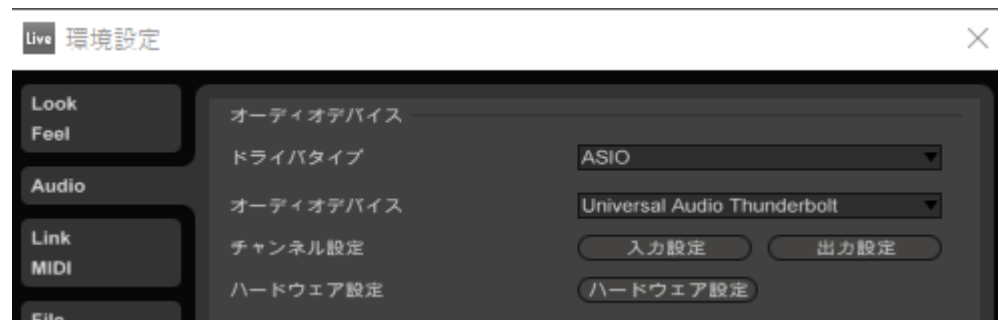 Live 環境設定
Look
Feel
Audio
Link
MIDI
File
オーディオデバイス
ドライバタイプ ASIO
オーディオデバイス Universal Audio Thunderbolt
チャンネル設定 入力設定 出力設定
ハードウェア設定 ハードウェア設定